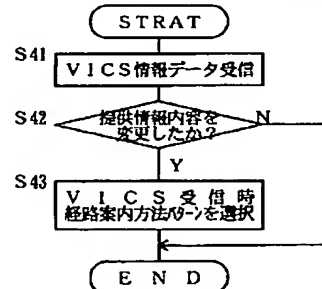 STRAT
S41
VICS情報データ受信
S42
提供情報内容を
変更したか?
N
Y
S43
VICS受信時
経路案内方法パターンを選択
END